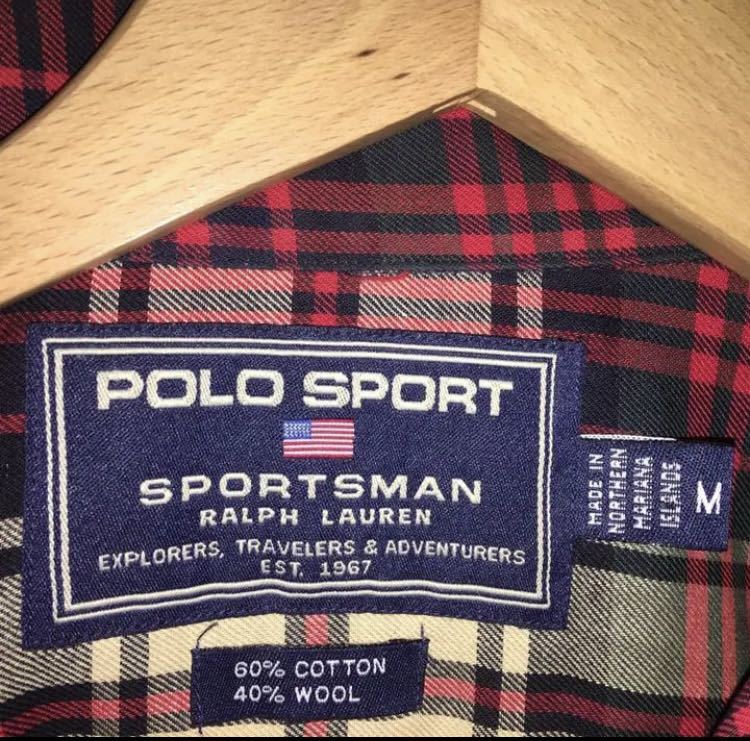 POLO SPORT
SPORTSMAN
RALPH LAUREN
EXPLORERS, TRAVELERS & ADVENTURERS
EST. 1967
MADE IN
NORTHERN
MARIANA
ISLANDS
M
60% COTTON
40% WOOL